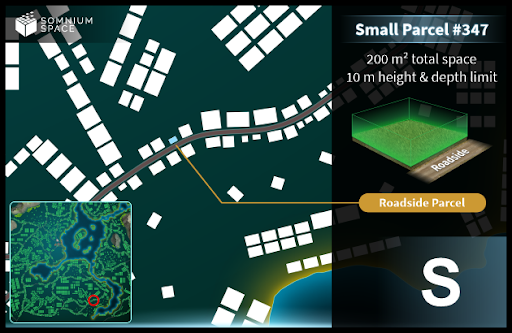 SOMNIUM
SPACE
Small Parcel #347
200 m² total space
10 m height & depth limit
Roadside
Roadside Parcel
S